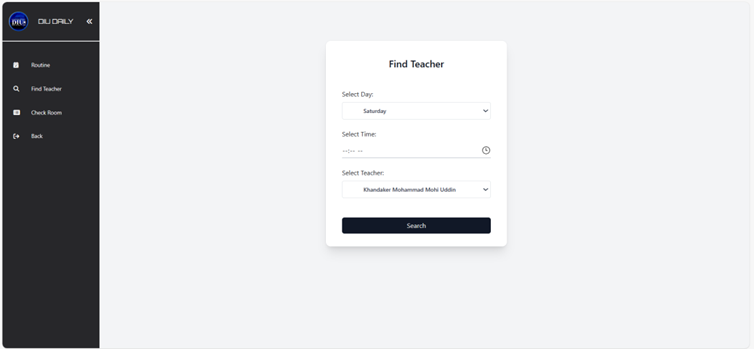 DIU
DIU DAILY
Routine
Find Teacher
Check Room
Back
Find Teacher
Select Day:
Saturday
Select Time:
--:-- --
Select Teacher:
Khandaker Mohammad Mohi Uddin
Search